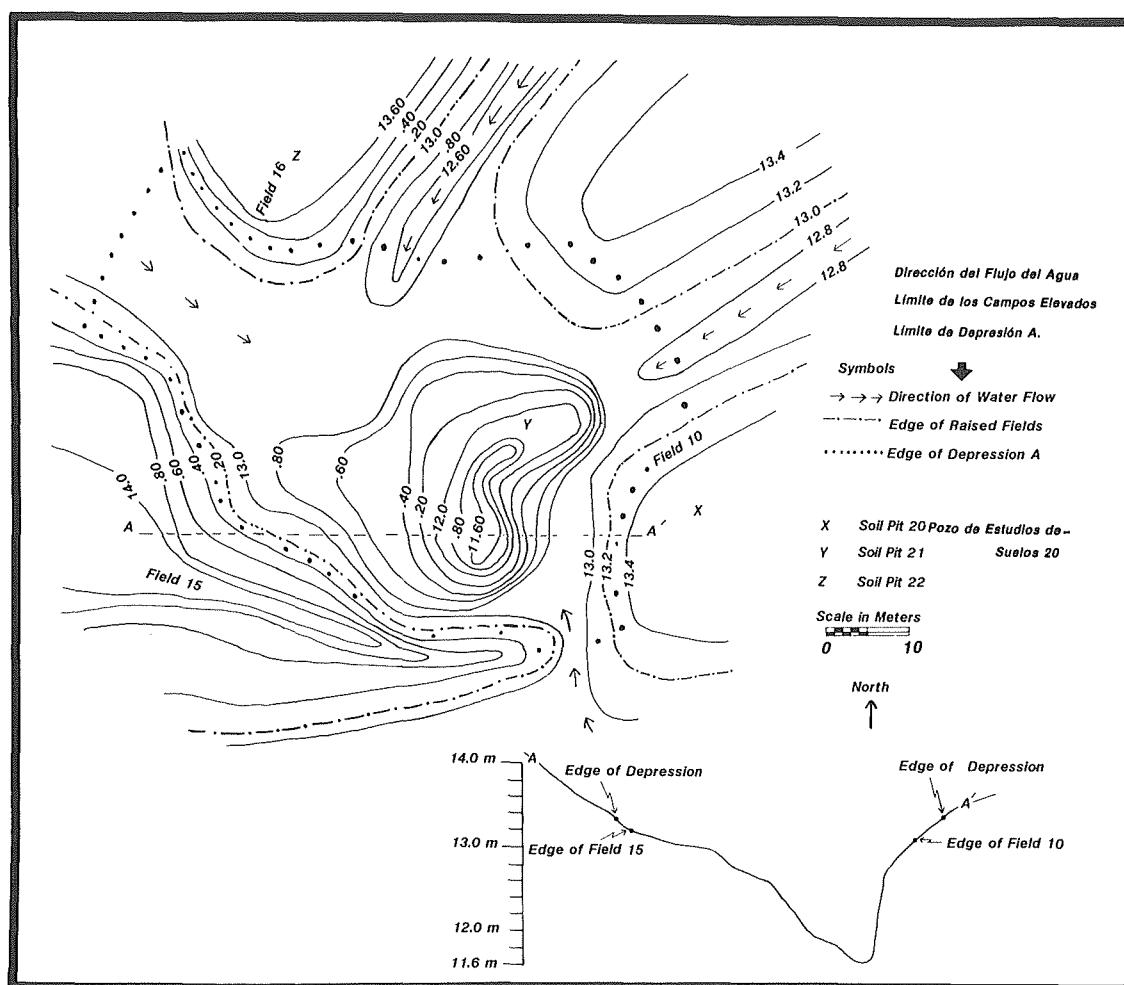 13.60
.40
.20
13.0
.80
12.60
Field 16 Z
13.4
13.2
13.0
12.8
12.8
Dirección del Flujo del Agua
Límite de los Campos Elevados
Límite de Depresión A.
Symbols
Direction of Water Flow
Edge of Raised Fields
Edge of Depression A
Y
Field 10
X
14.0
.80
.60
.40
.20
13.0
.80
.60
.40
.20
12.0
.80
11.60
A
A'
13.0
13.2
13.4
Field 15
X Soil Pit 20 Pozo de Estudios de-
Y Soil Pit 21 Suelos 20
Z Soil Pit 22
Scale in Meters
0 10
North
14.0 m
A
Edge of Depression
Edge of Depression
A'
13.0 m
Edge of Field 15
Edge of Field 10
12.0 m
11.6 m